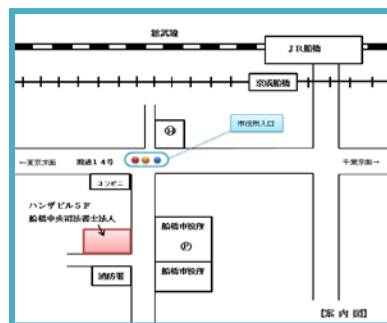 総武線
ＪＲ船橋
京成船橋
Ⓗ
市役所入口
←東京方面
国道１４号
千葉方面→
コンビニ
ハンザビル５Ｆ
船橋中央司法書士法人
船橋市役所
Ⓟ
消防署
船橋市役所
【案内図】